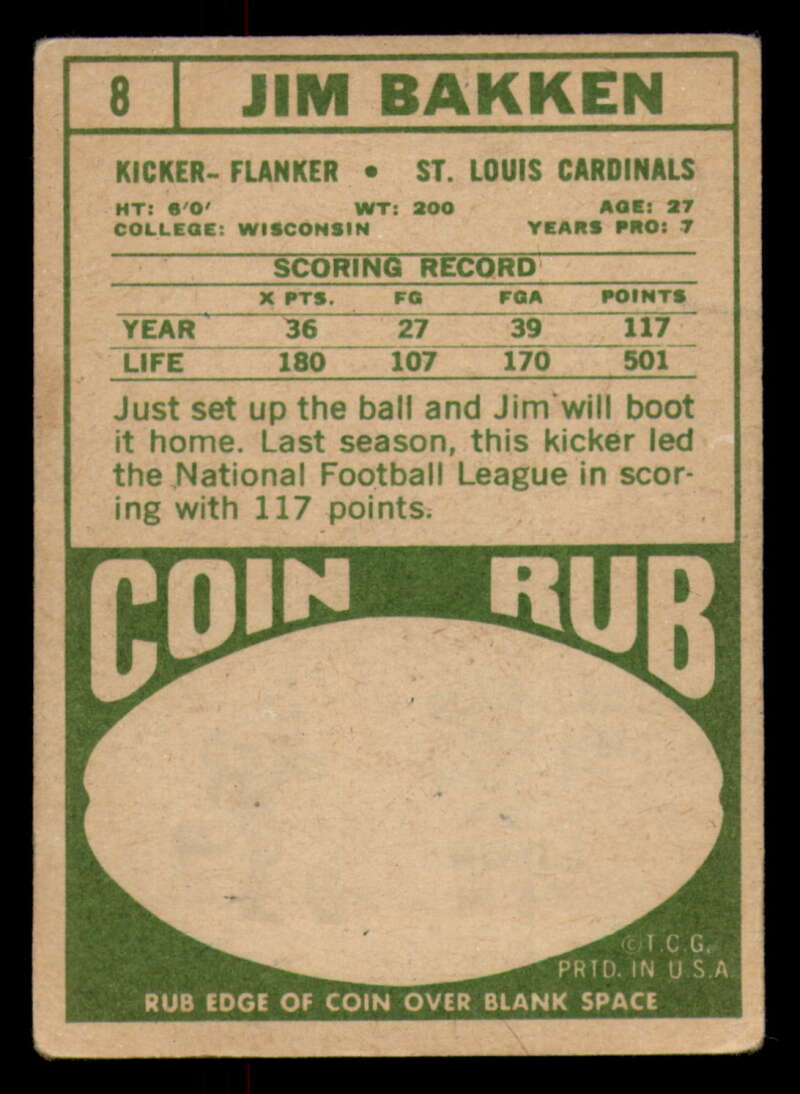 8 JIM BAKKEN
KICKER- FLANKER • ST. LOUIS CARDINALS
HT: 6'0' WT: 200 AGE: 27
COLLEGE: WISCONSIN YEARS PRO: 7
SCORING RECORD
X PTS. FG FGA POINTS
YEAR 36 27 39 117
LIFE 180 107 170 501
Just set up the ball and Jim will boot
it home. Last season, this kicker led
the National Football League in scor-
ing with 117 points.
COIN RUB
©T.C.G.
PRTD. IN U.S.A.
RUB EDGE OF COIN OVER BLANK SPACE